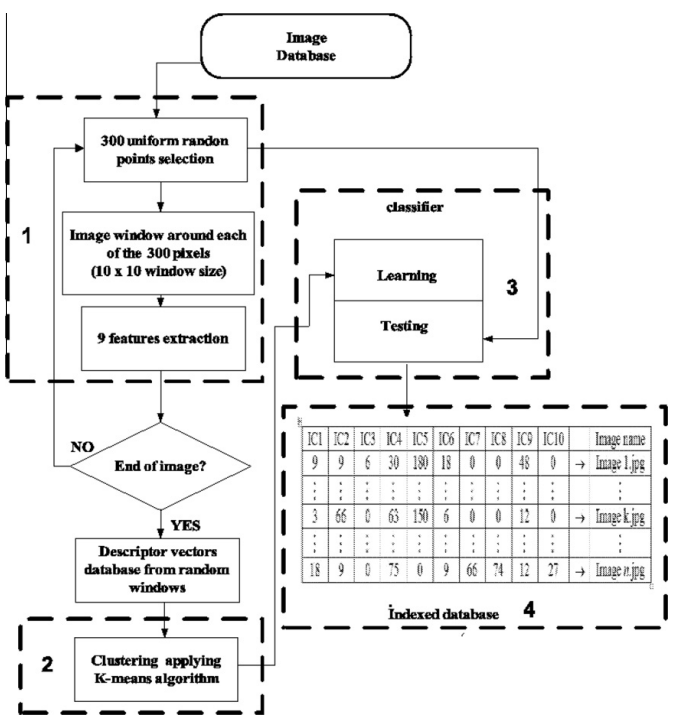 Image
Database
300 uniform randon
points selection
1
Image window around each
of the 300 pixels
(10 x 10 window size)
9 features extraction
NO
End of image?
YES
Descriptor vectors
database from random
windows
2
Clustering applying
K-means algorithm
classifier
Learning
3
Testing
IC1 IC2 IC3 IC4 IC5 IC6 IC7 IC8 IC9 IC10 Image name
9 9 6 30 180 18 0 0 48 0 → Image 1.jpg
: : : : : : : : : : :
3 66 0 63 150 6 0 0 12 0 → Image k.jpg
: : : : : : : : : : :
18 9 0 75 0 9 66 74 12 27 → Image n.jpg
İndexed database 4